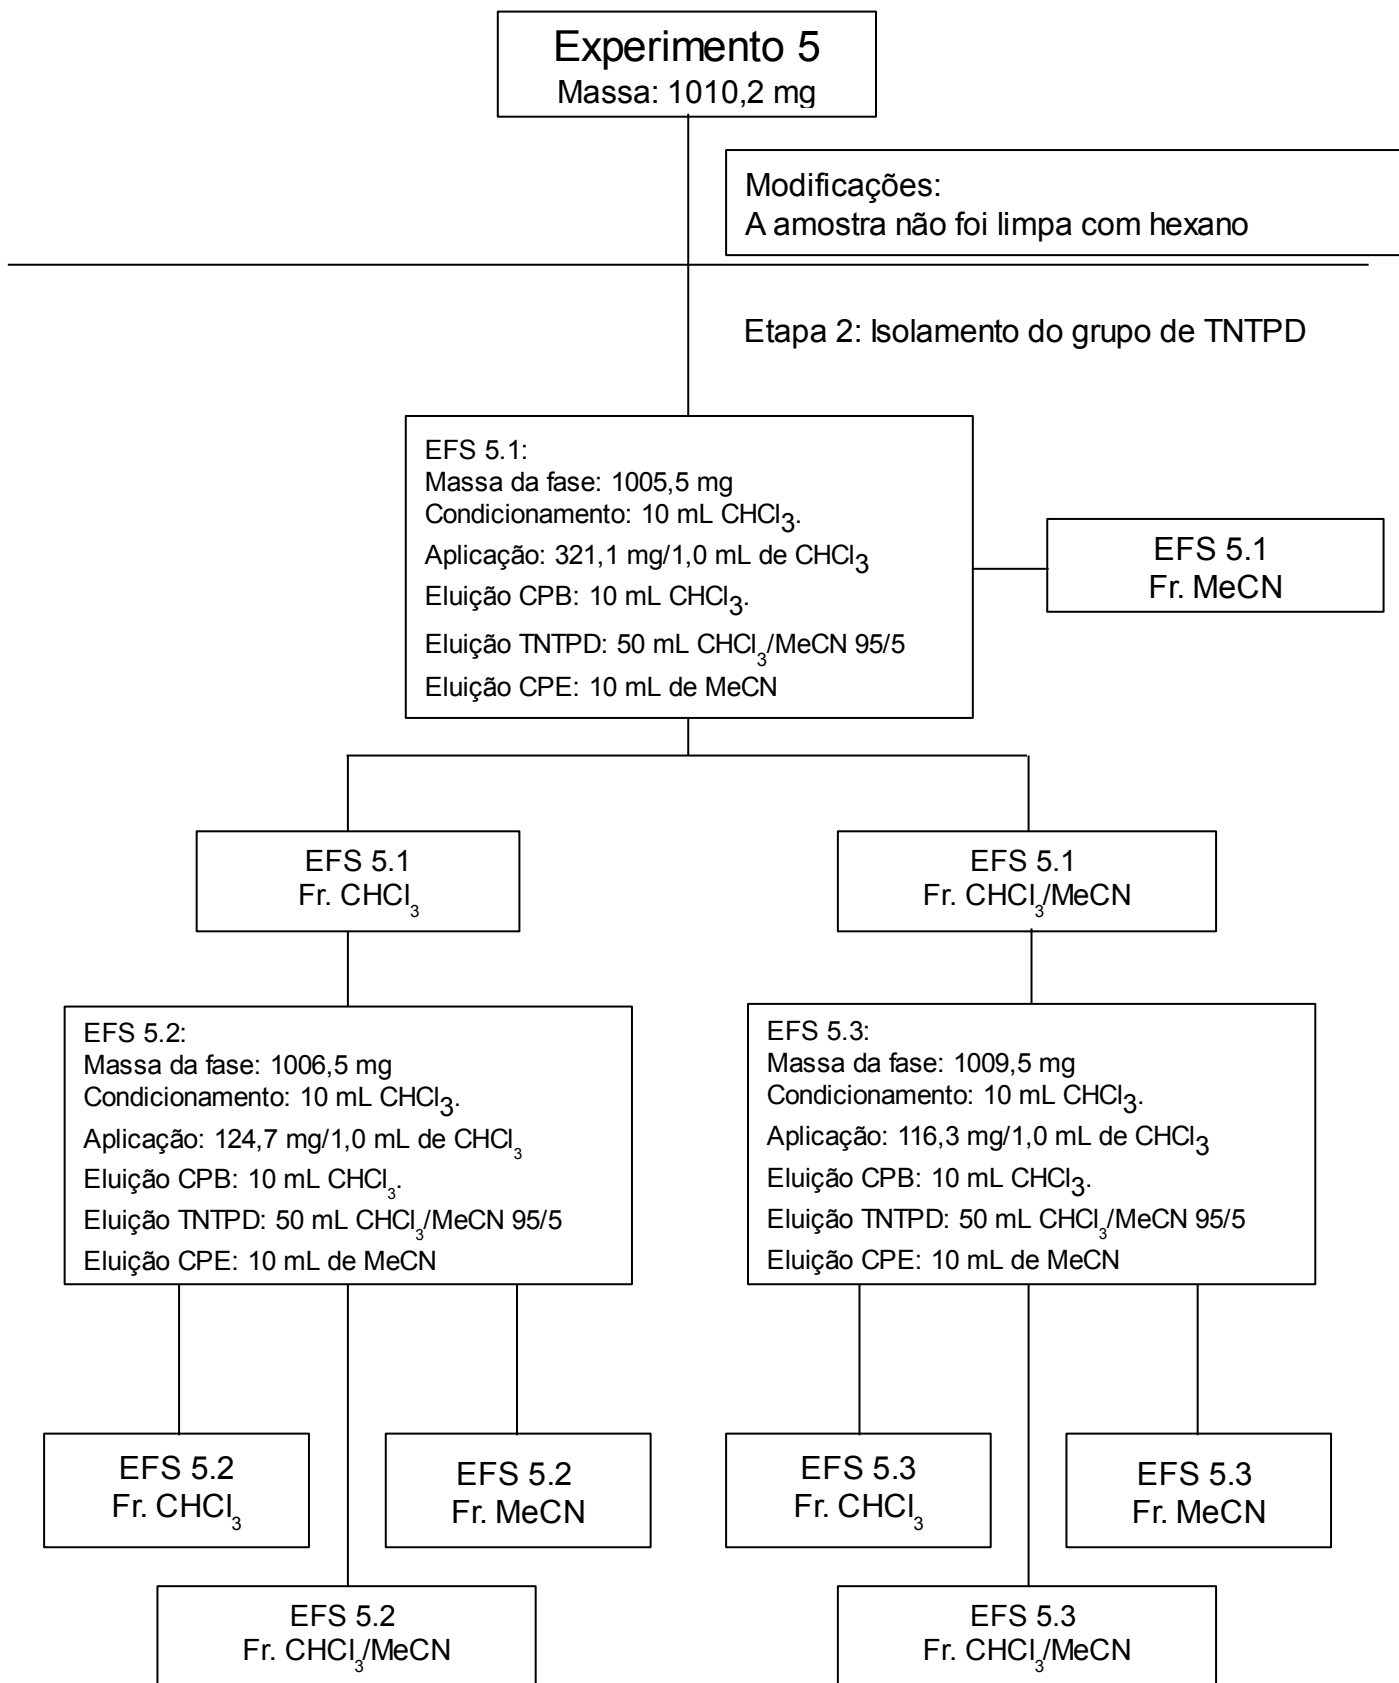 Experimento 5
Massa: 1010,2 mg
Modificações:
A amostra não foi limpa com hexano
Etapa 2: Isolamento do grupo de TNTPD
EFS 5.1:
Massa da fase: 1005,5 mg
Condicionamento: 10 mL CHCl3.
Aplicação: 321,1 mg/1,0 mL de CHCl3
Eluição CPB: 10 mL CHCl3.
Eluição TNTPD: 50 mL CHCl3/MeCN 95/5
Eluição CPE: 10 mL de MeCN
EFS 5.1
Fr. MeCN
EFS 5.1
Fr. CHCl3
EFS 5.1
Fr. CHCl3/MeCN
EFS 5.2:
Massa da fase: 1006,5 mg
Condicionamento: 10 mL CHCl3.
Aplicação: 124,7 mg/1,0 mL de CHCl3
Eluição CPB: 10 mL CHCl3.
Eluição TNTPD: 50 mL CHCl3/MeCN 95/5
Eluição CPE: 10 mL de MeCN
EFS 5.3:
Massa da fase: 1009,5 mg
Condicionamento: 10 mL CHCl3.
Aplicação: 116,3 mg/1,0 mL de CHCl3
Eluição CPB: 10 mL CHCl3.
Eluição TNTPD: 50 mL CHCl3/MeCN 95/5
Eluição CPE: 10 mL de MeCN
EFS 5.2
Fr. CHCl3
EFS 5.2
Fr. MeCN
EFS 5.3
Fr. CHCl3
EFS 5.3
Fr. MeCN
EFS 5.2
Fr. CHCl3/MeCN
EFS 5.3
Fr. CHCl3/MeCN